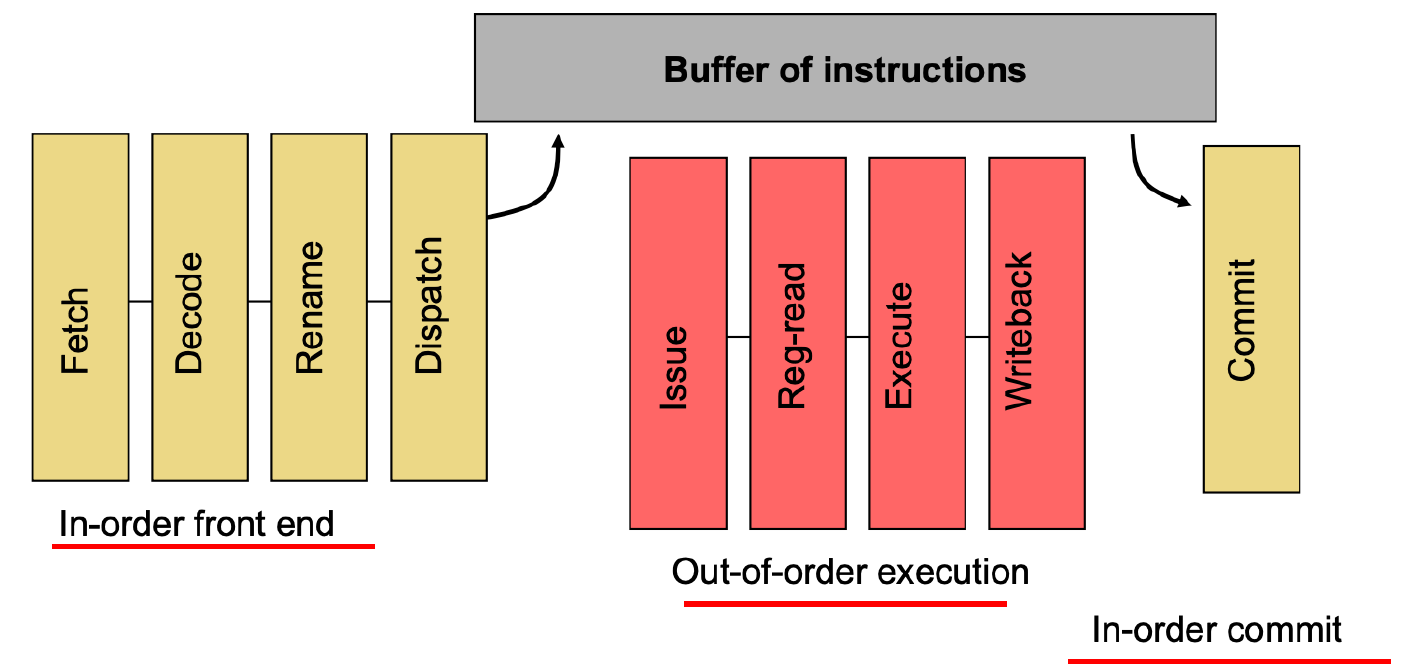 Buffer of instructions
Fetch
Decode
Rename
Dispatch
Issue
Reg-read
Execute
Writeback
Commit
In-order front end
Out-of-order execution
In-order commit